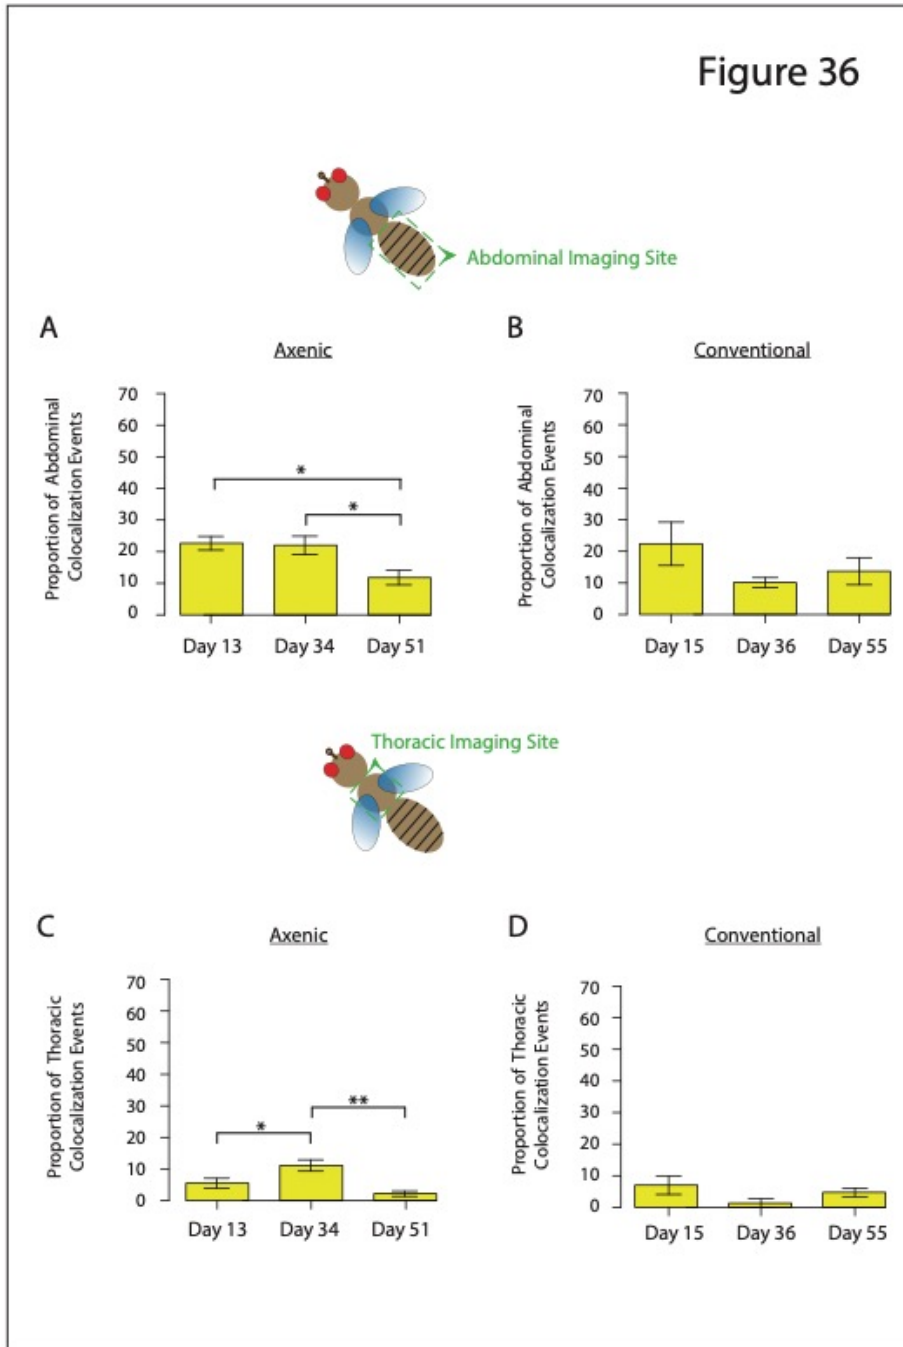 Figure 36
Abdominal Imaging Site
A
Axenic
Proportion of Abdominal
Colocalization Events
70
60
50
40
30
20
10
0
*
*
Day 13 Day 34 Day 51
B
Conventional
Proportion of Abdominal
Colocalization Events
70
60
50
40
30
20
10
0
Day 15 Day 36 Day 55
Thoracic Imaging Site
C
Axenic
Proportion of Thoracic
Colocalization Events
70
60
50
40
30
20
10
0
*
**
Day 13 Day 34 Day 51
D
Conventional
Proportion of Thoracic
Colocalization Events
70
60
50
40
30
20
10
0
Day 15 Day 36 Day 55